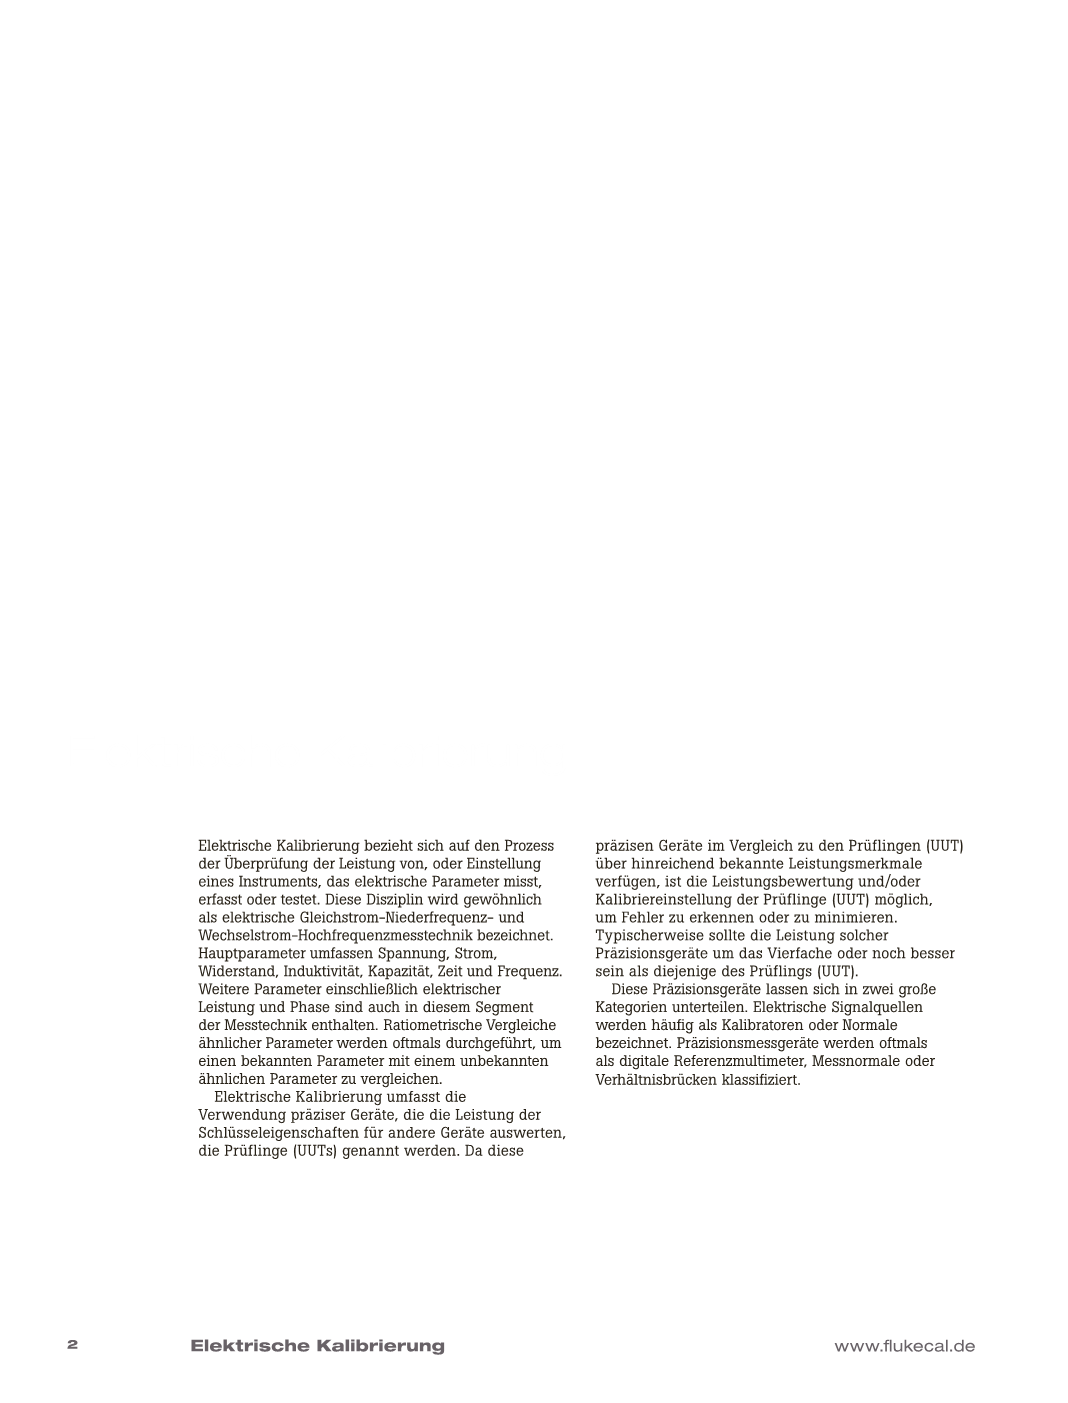 Elektrische Kalibrierung bezieht sich auf den Prozess
der Überprüfung der Leistung von, oder Einstellung
eines Instruments, das elektrische Parameter misst,
erfasst oder testet. Diese Disziplin wird gewöhnlich
als elektrische Gleichstrom-Niederfrequenz- und
Wechselstrom-Hochfrequenzmesstechnik bezeichnet.
Hauptparameter umfassen Spannung, Strom,
Widerstand, Induktivität, Kapazität, Zeit und Frequenz.
Weitere Parameter einschließlich elektrischer
Leistung und Phase sind auch in diesem Segment
der Messtechnik enthalten. Ratiometrische Vergleiche
ähnlicher Parameter werden oftmals durchgeführt, um
einen bekannten Parameter mit einem unbekannten
ähnlichen Parameter zu vergleichen.
Elektrische Kalibrierung umfasst die
Verwendung präziser Geräte, die die Leistung der
Schlüsseleigenschaften für andere Geräte auswerten,
die Prüflinge (UUTs) genannt werden. Da diese
präzisen Geräte im Vergleich zu den Prüflingen (UUT)
über hinreichend bekannte Leistungsmerkmale
verfügen, ist die Leistungsbewertung und/oder
Kalibriereinstellung der Prüflinge (UUT) möglich,
um Fehler zu erkennen oder zu minimieren.
Typischerweise sollte die Leistung solcher
Präzisionsgeräte um das Vierfache oder noch besser
sein als diejenige des Prüflings (UUT).
Diese Präzisionsgeräte lassen sich in zwei große
Kategorien unterteilen. Elektrische Signalquellen
werden häufig als Kalibratoren oder Normale
bezeichnet. Präzisionsmessgeräte werden oftmals
als digitale Referenzmultimeter, Messnormale oder
Verhältnisbrücken klassifiziert.
2 Elektrische Kalibrierung www.flukecal.de